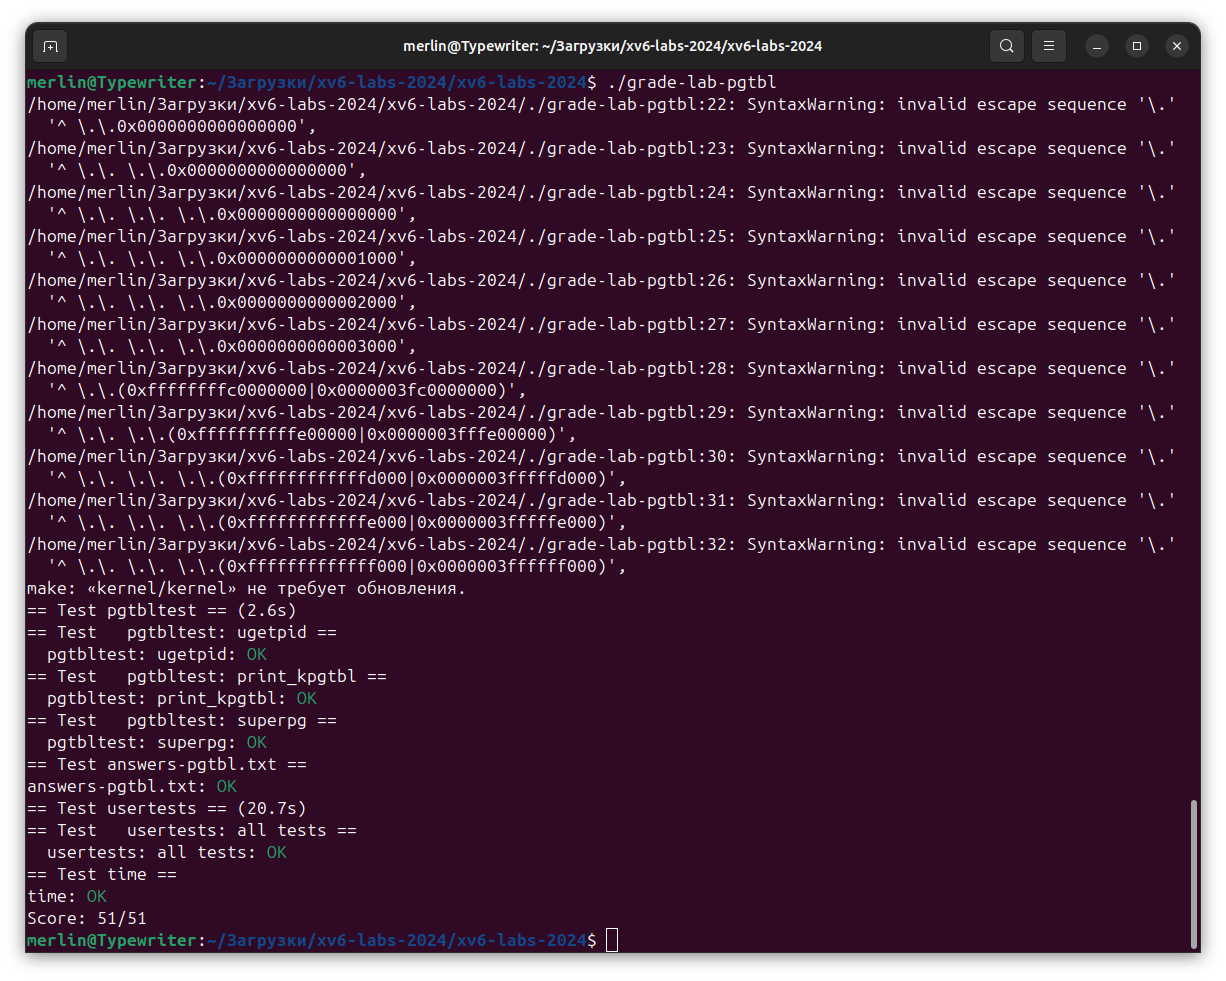 merlin@Typewriter: ~/Загрузки/xv6-labs-2024/xv6-labs-2024
merlin@Typewriter:~/Загрузки/xv6-labs-2024/xv6-labs-2024$ ./grade-lab-pgtbl
/home/merlin/Загрузки/xv6-labs-2024/xv6-labs-2024/./grade-lab-pgtbl:22: SyntaxWarning: invalid escape sequence '\.'
  '^ \.\.0x0000000000000000',
/home/merlin/Загрузки/xv6-labs-2024/xv6-labs-2024/./grade-lab-pgtbl:23: SyntaxWarning: invalid escape sequence '\.'
  '^ \.\. \.\.0x0000000000000000',
/home/merlin/Загрузки/xv6-labs-2024/xv6-labs-2024/./grade-lab-pgtbl:24: SyntaxWarning: invalid escape sequence '\.'
  '^ \.\. \.\. \.\.0x0000000000000000',
/home/merlin/Загрузки/xv6-labs-2024/xv6-labs-2024/./grade-lab-pgtbl:25: SyntaxWarning: invalid escape sequence '\.'
  '^ \.\. \.\. \.\.0x0000000000001000',
/home/merlin/Загрузки/xv6-labs-2024/xv6-labs-2024/./grade-lab-pgtbl:26: SyntaxWarning: invalid escape sequence '\.'
  '^ \.\. \.\. \.\.0x0000000000002000',
/home/merlin/Загрузки/xv6-labs-2024/xv6-labs-2024/./grade-lab-pgtbl:27: SyntaxWarning: invalid escape sequence '\.'
  '^ \.\. \.\. \.\.0x0000000000003000',
/home/merlin/Загрузки/xv6-labs-2024/xv6-labs-2024/./grade-lab-pgtbl:28: SyntaxWarning: invalid escape sequence '\.'
  '^ \.\.(0xffffffffc0000000|0x0000003fc0000000)',
/home/merlin/Загрузки/xv6-labs-2024/xv6-labs-2024/./grade-lab-pgtbl:29: SyntaxWarning: invalid escape sequence '\.'
  '^ \.\. \.\.(0xffffffffffe00000|0x0000003fffe00000)',
/home/merlin/Загрузки/xv6-labs-2024/xv6-labs-2024/./grade-lab-pgtbl:30: SyntaxWarning: invalid escape sequence '\.'
  '^ \.\. \.\. \.\.(0xffffffffffffd000|0x0000003fffffd000)',
/home/merlin/Загрузки/xv6-labs-2024/xv6-labs-2024/./grade-lab-pgtbl:31: SyntaxWarning: invalid escape sequence '\.'
  '^ \.\. \.\. \.\.(0xffffffffffffe000|0x0000003fffffe000)',
/home/merlin/Загрузки/xv6-labs-2024/xv6-labs-2024/./grade-lab-pgtbl:32: SyntaxWarning: invalid escape sequence '\.'
  '^ \.\. \.\. \.\.(0xfffffffffffff000|0x0000003ffffff000)',
make: «kernel/kernel» не требует обновления.
== Test pgtbltest == (2.6s)
== Test   pgtbltest: ugetpid ==
  pgtbltest: ugetpid: OK
== Test   pgtbltest: print_kpgtbl ==
  pgtbltest: print_kpgtbl: OK
== Test   pgtbltest: superpg ==
  pgtbltest: superpg: OK
== Test answers-pgtbl.txt ==
answers-pgtbl.txt: OK
== Test usertests == (20.7s)
== Test   usertests: all tests ==
  usertests: all tests: OK
== Test time ==
time: OK
Score: 51/51
merlin@Typewriter:~/Загрузки/xv6-labs-2024/xv6-labs-2024$